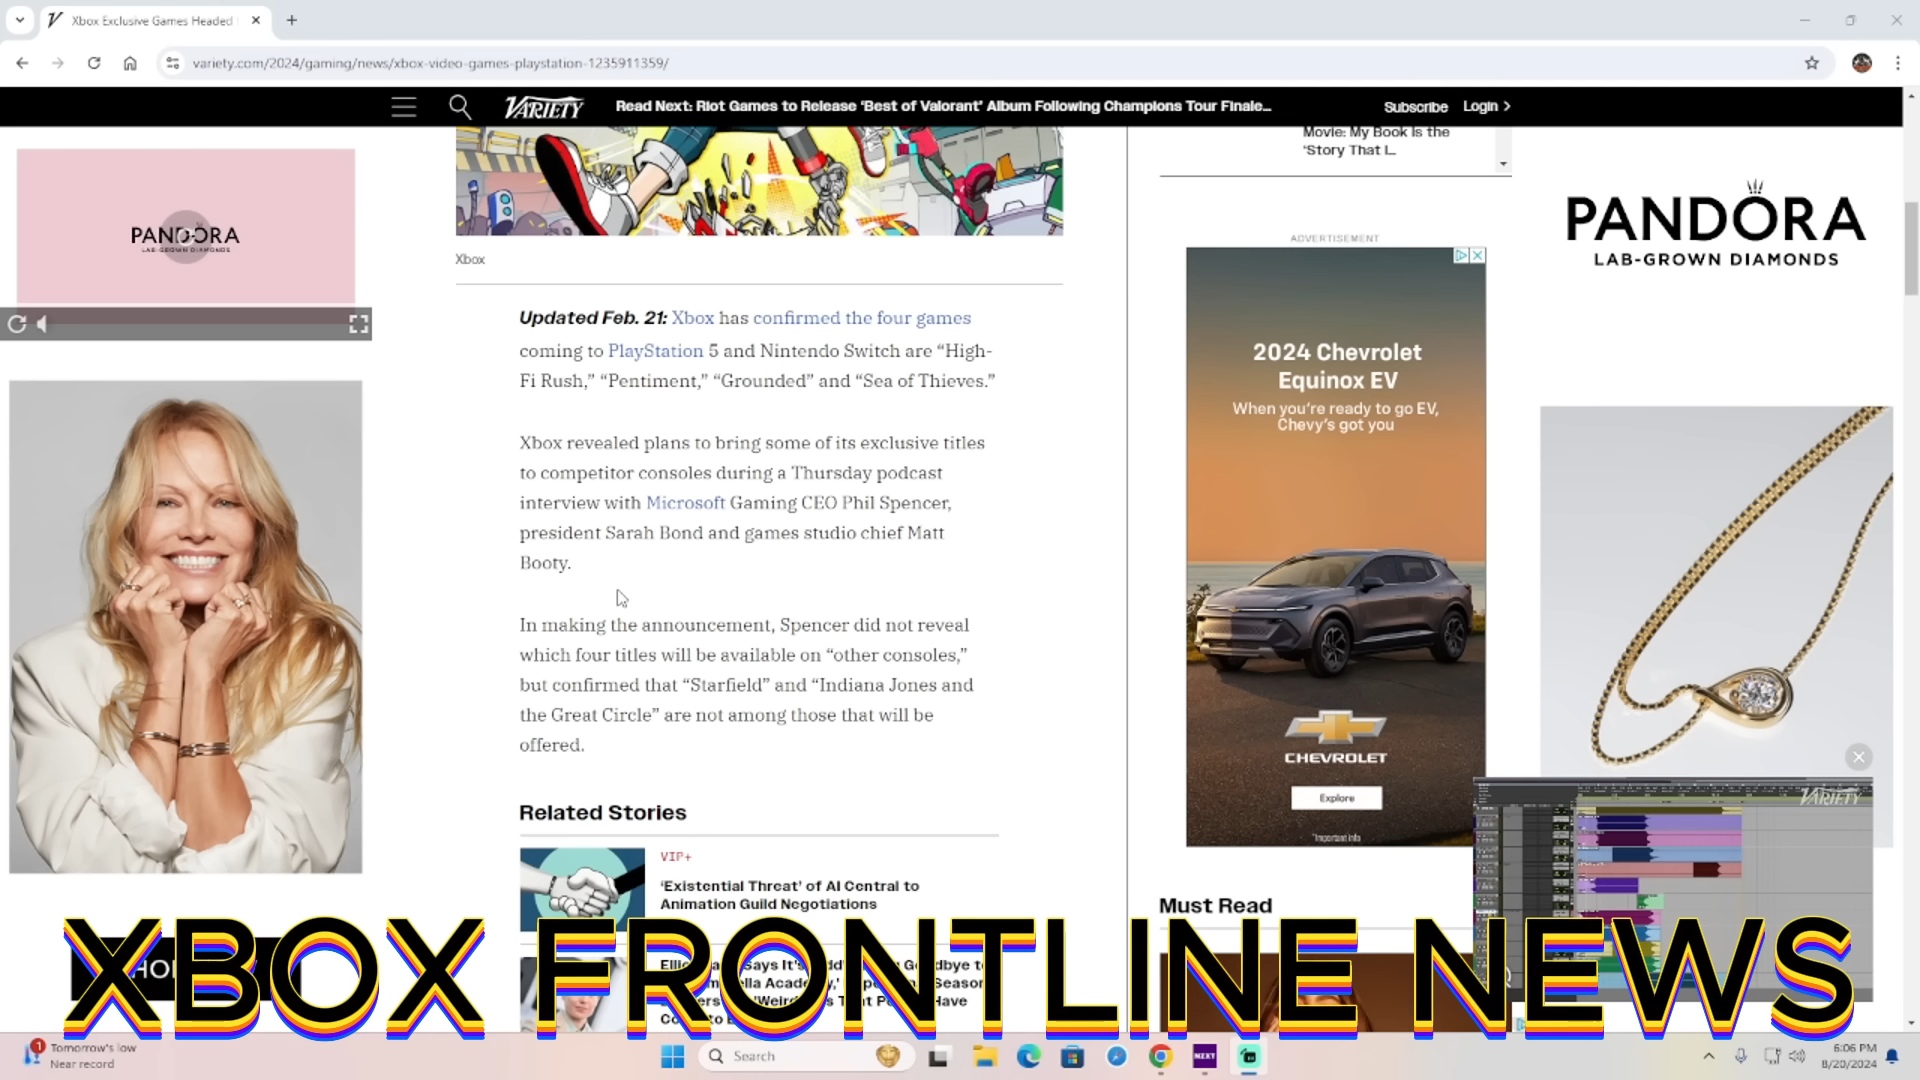 Xbox Exclusive Games Headed
variety.com/2024/gaming/news/xbox-video-games-playstation-1235911359/
VARIETY
Read Next: Riot Games to Release ‘Best of Valorant’ Album Following Champions Tour Finale...
Subscribe
Login
Movie: My Book Is the
‘Story That I...
PANDORA
LAB-GROWN DIAMONDS
PANDORA
LAB-GROWN DIAMONDS
ADVERTISEMENT
2024 Chevrolet
Equinox EV
When you’re ready to go EV,
Chevy’s got you
CHEVROLET
Explore
*Important info
Xbox
Updated Feb. 21: Xbox has confirmed the four games
coming to PlayStation 5 and Nintendo Switch are “High-
Fi Rush,” “Pentiment,” “Grounded” and “Sea of Thieves.”
Xbox revealed plans to bring some of its exclusive titles
to competitor consoles during a Thursday podcast
interview with Microsoft Gaming CEO Phil Spencer,
president Sarah Bond and games studio chief Matt
Booty.
In making the announcement, Spencer did not reveal
which four titles will be available on “other consoles,”
but confirmed that “Starfield” and “Indiana Jones and
the Great Circle” are not among those that will be
offered.
Related Stories
VIP+
‘Existential Threat’ of AI Central to
Animation Guild Negotiations
Must Read
VARIETY
XBOX FRONTLINE NEWS
1
Tomorrow's low
Near record
Search
NEXT
6:06 PM
8/20/2024